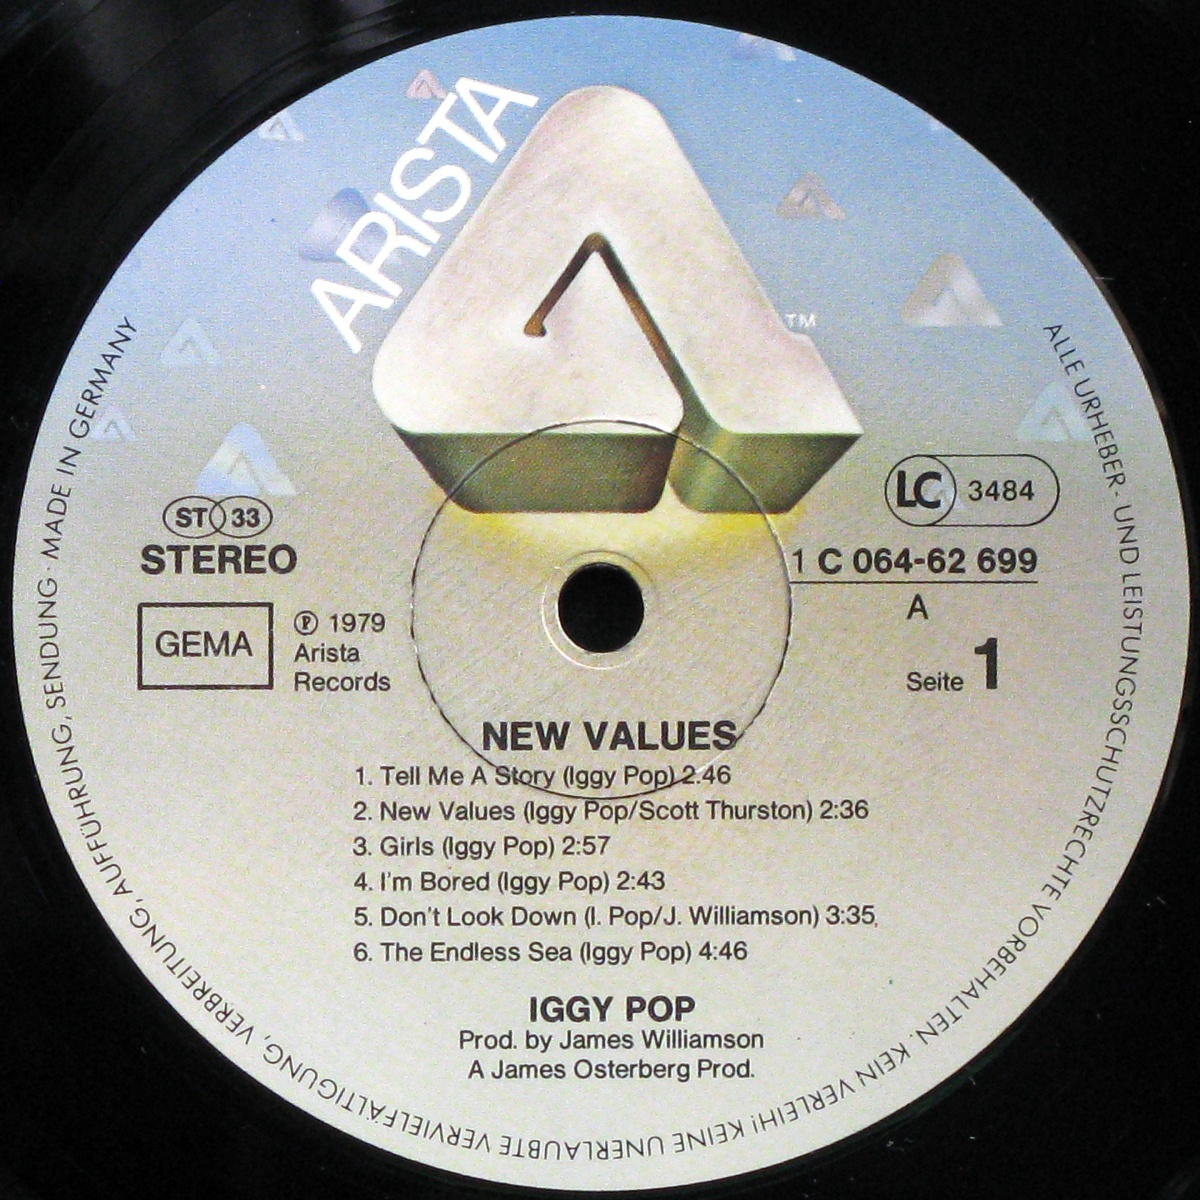 ARISTA
TM
ST 33
STEREO
GEMA
Ⓟ 1979
Arista
Records
LC 3484
1 C 064-62 699
A
Seite 1
NEW VALUES
1. Tell Me A Story (Iggy Pop) 2:46
2. New Values (Iggy Pop/Scott Thurston) 2:36
3. Girls (Iggy Pop) 2:57
4. I'm Bored (Iggy Pop) 2:43
5. Don't Look Down (I. Pop/J. Williamson) 3:35
6. The Endless Sea (Iggy Pop) 4:46
IGGY POP
Prod. by James Williamson
A James Osterberg Prod.
ALLE URHEBER- UND LEISTUNGSSCHUTZRECHTE VORBEHALTEN. KEIN VERLEIH! KEINE UNERLAUBTE VERVIELFÄLTIGUNG, VERBREITUNG, AUFFÜHRUNG, SENDUNG · MADE IN GERMANY